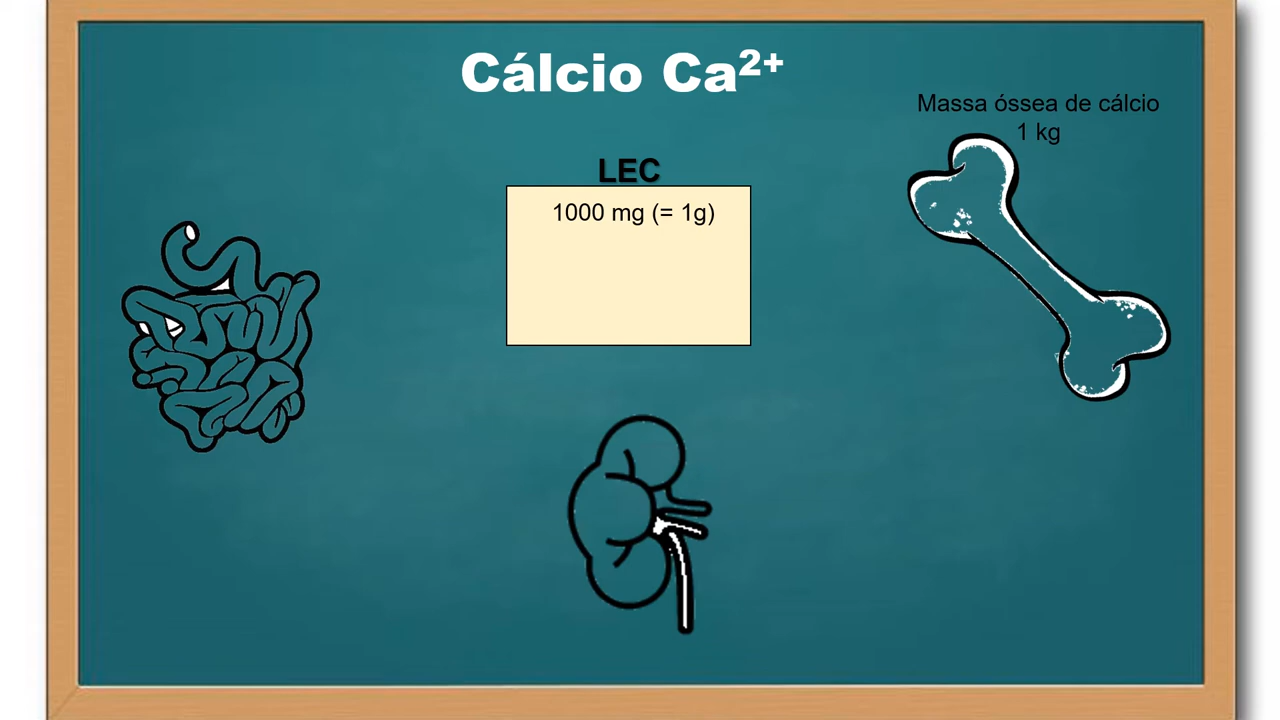 Cálcio Ca²⁺
Massa óssea de cálcio
1 kg
LEC
1000 mg (= 1g)